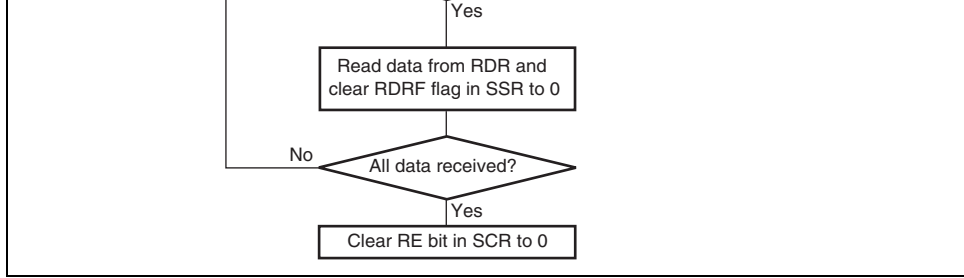 Yes
Read data from RDR and
clear RDRF flag in SSR to 0
No
All data received?
Yes
Clear RE bit in SCR to 0